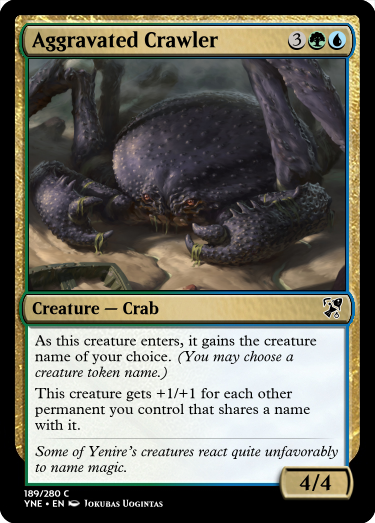 Aggravated Crawler 3
Creature — Crab
As this creature enters, it gains the creature
name of your choice. (You may choose a
creature token name.)
This creature gets +1/+1 for each other
permanent you control that shares a name
with it.
Some of Yenire's creatures react quite unfavorably
to name magic.
4/4
189/280 C
YNE • EN Jokubas Uogintas